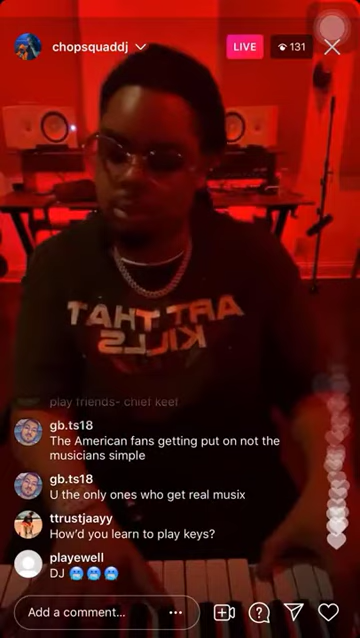 chopsquaddj
LIVE
131
ART THAT
KILLS
play friends- chief keef
gb.ts18
The American fans getting put on not the
musicians simple
gb.ts18
U the only ones who get real musix
ttrustjaayy
How'd you learn to play keys?
playewell
DJ 🥶🥶🥶
Add a comment...